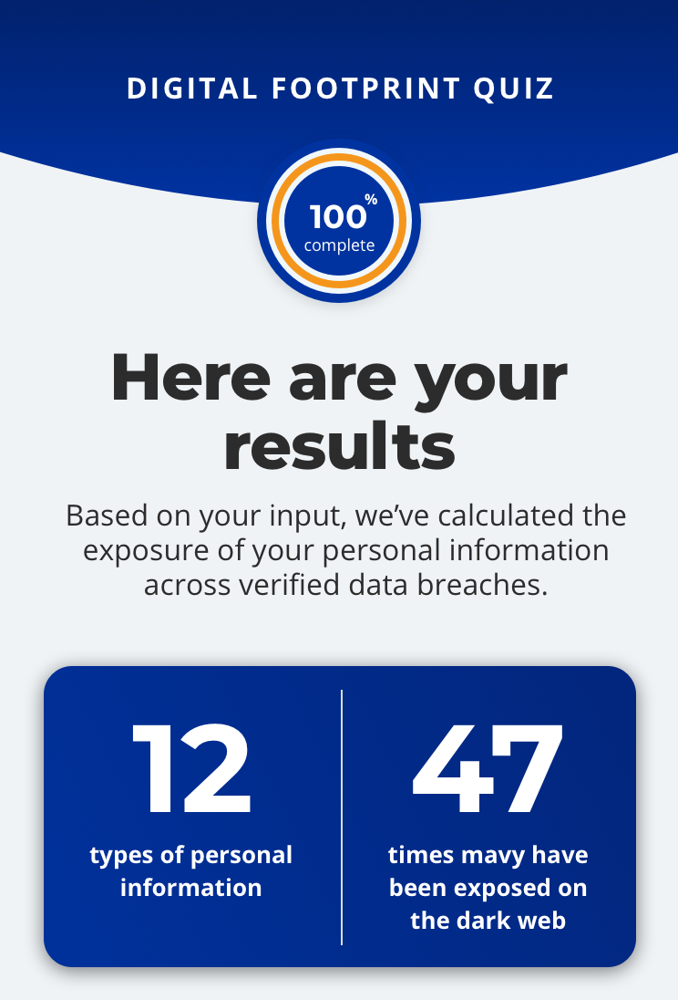 DIGITAL FOOTPRINT QUIZ
100%
complete
Here are your
results
Based on your input, we’ve calculated the
exposure of your personal information
across verified data breaches.
12
types of personal
information
47
times mavy have
been exposed on
the dark web